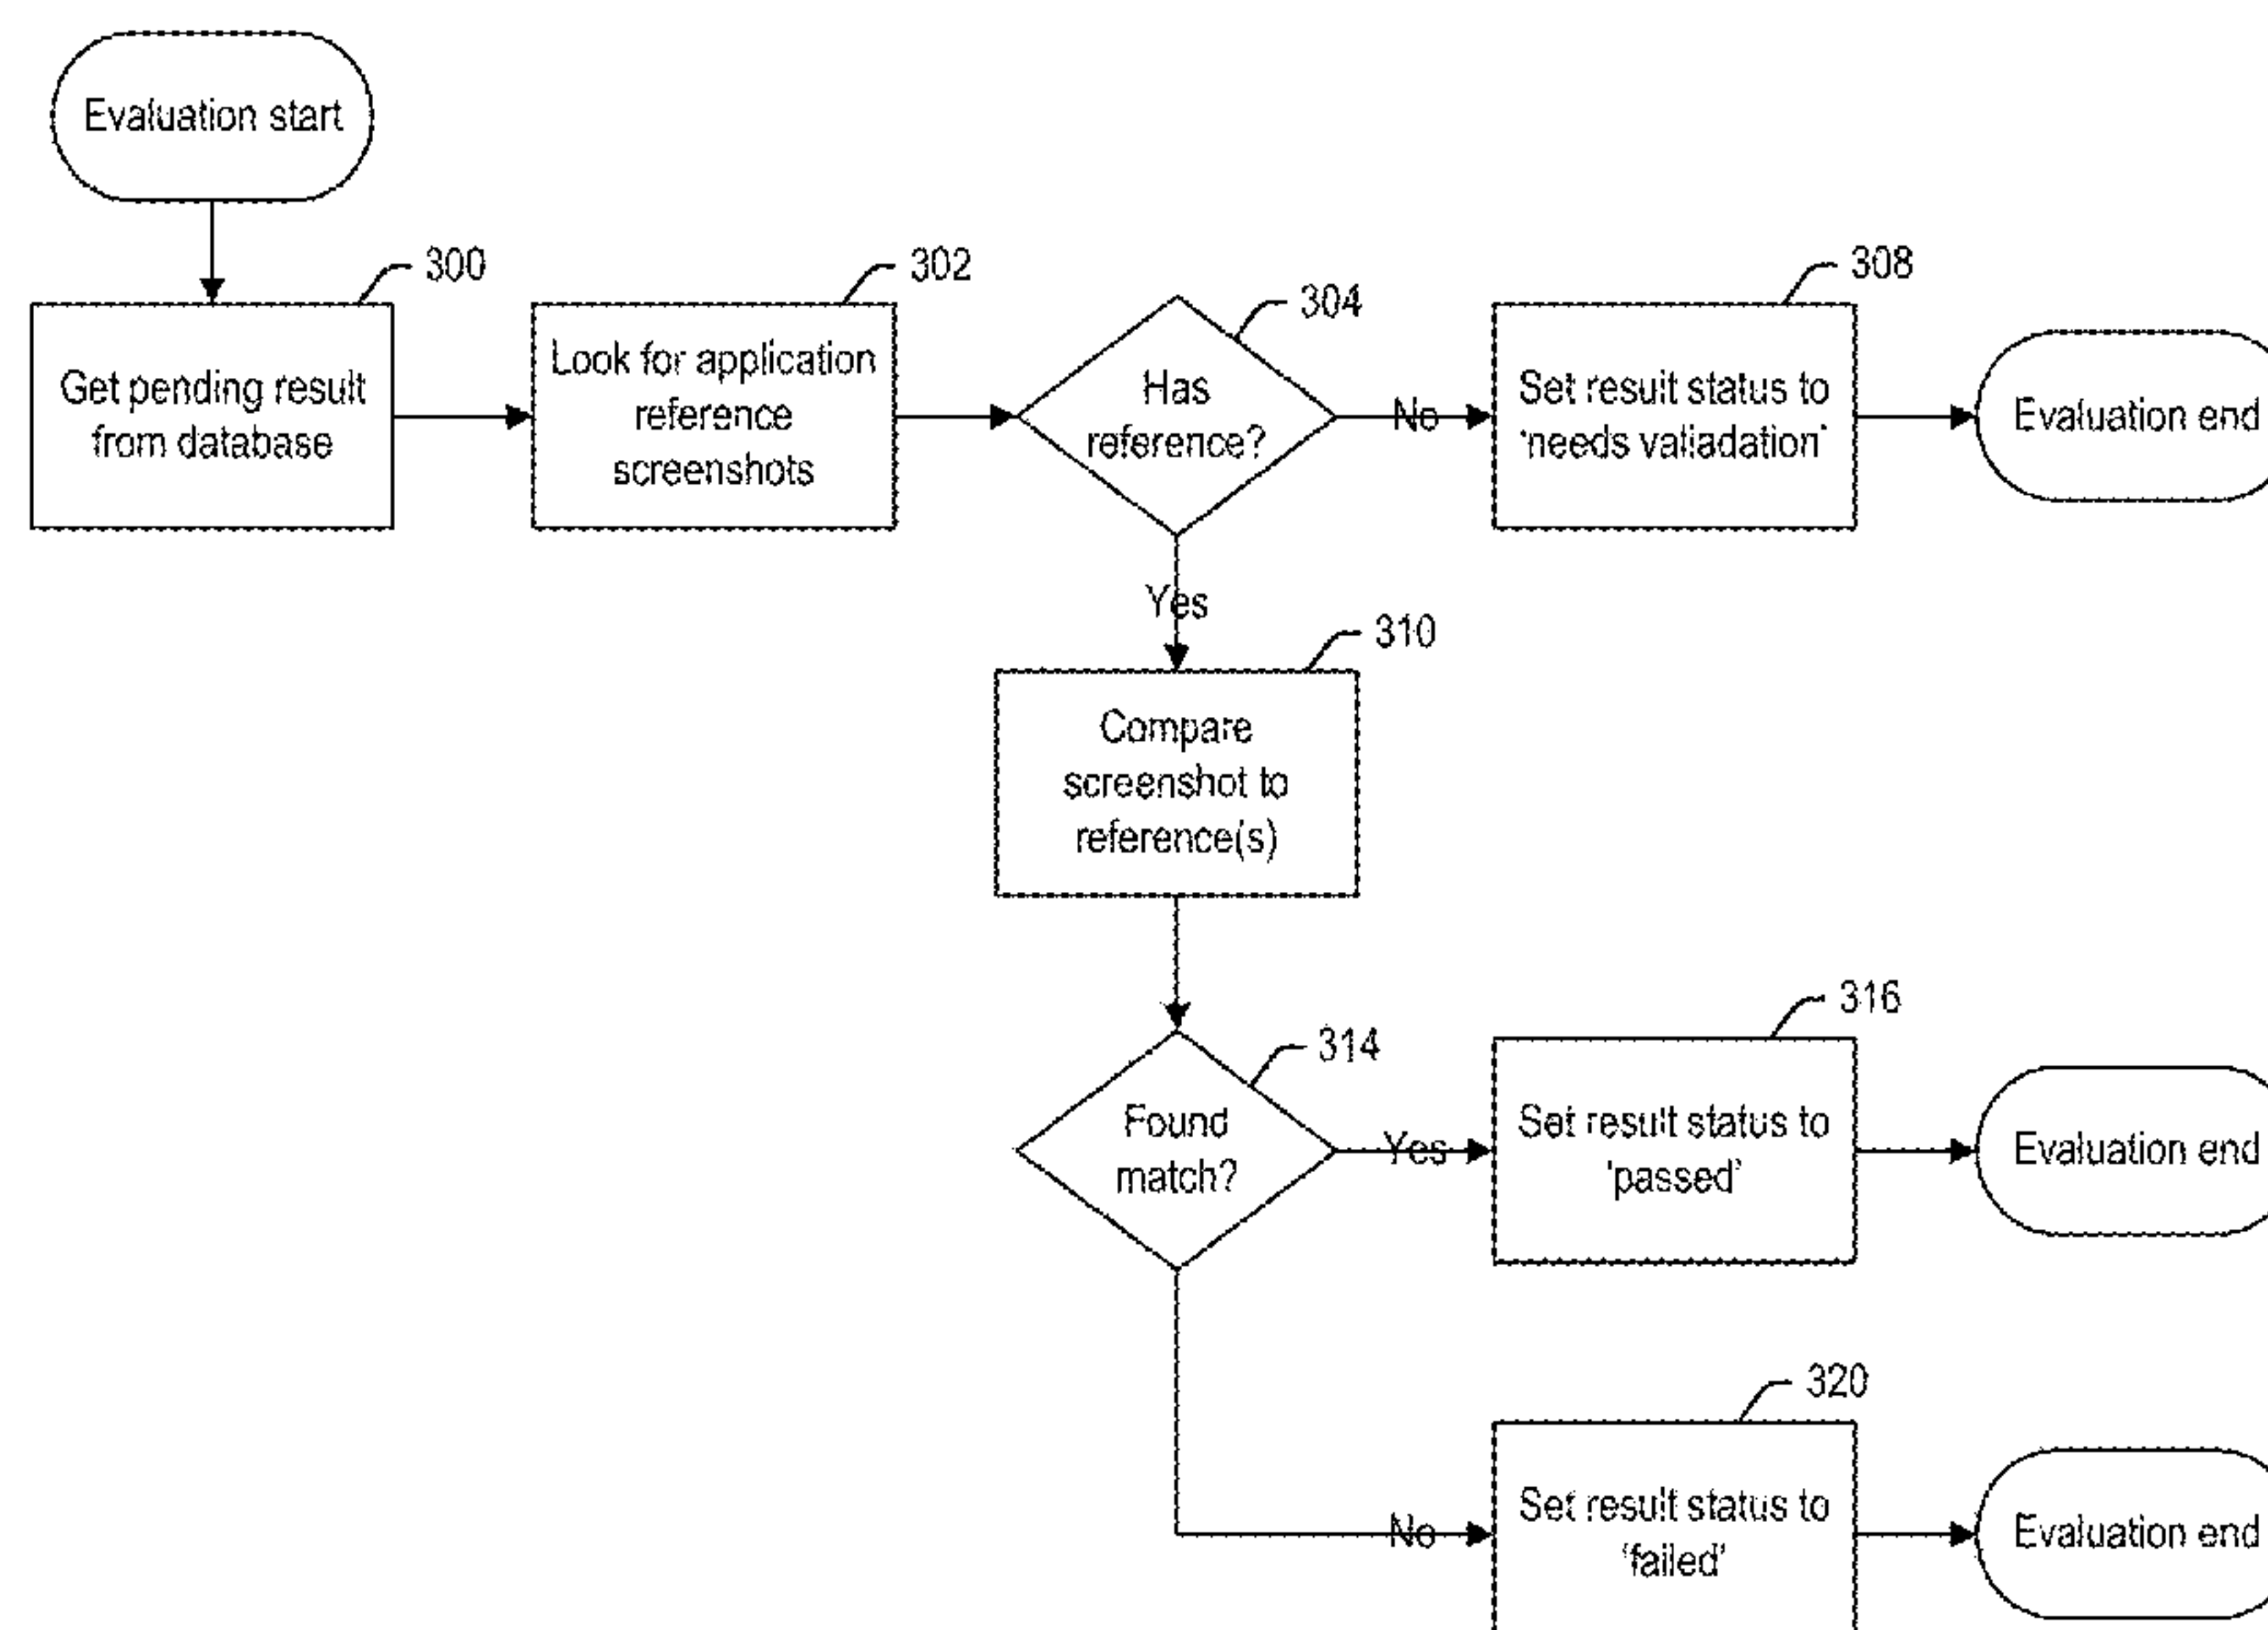 Evaluation start
300
Get pending result
from database
302
Look for application
reference
screenshots
304
Has
reference?
No
308
Set result status to
'needs valiadation'
Evaluation end
Yes
310
Compare
screenshot to
reference(s)
314
Found
match?
Yes
316
Set result status to
'passed'
Evaluation end
No
320
Set result status to
'failed'
Evaluation end